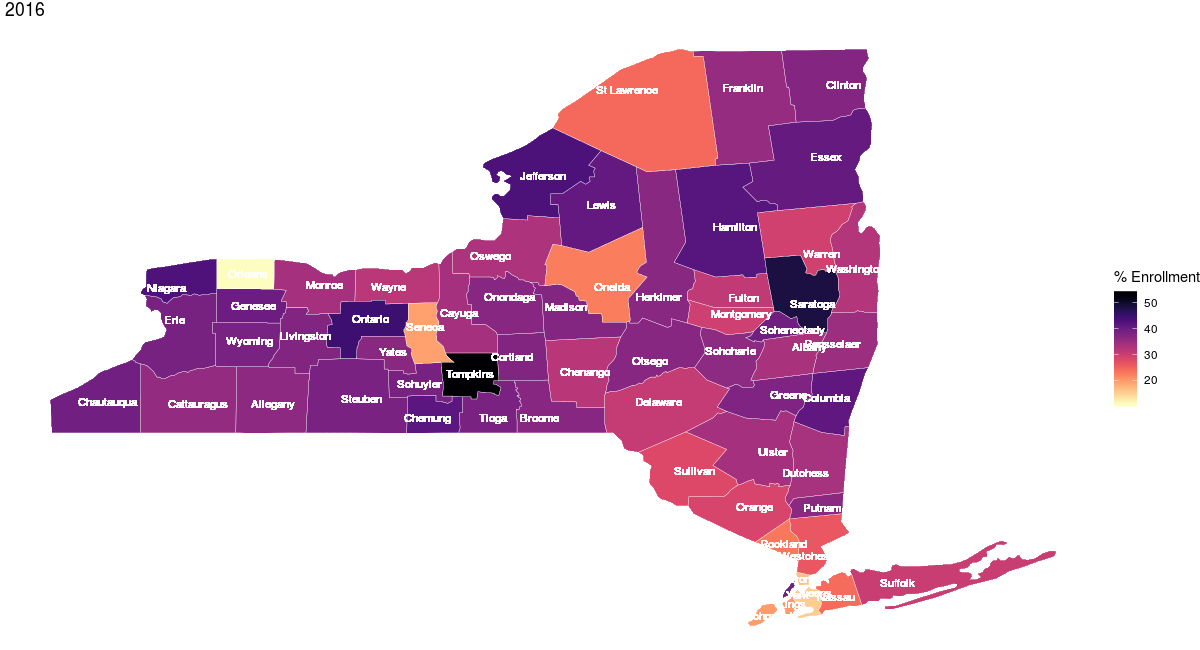 2016
St Lawrence
Franklin
Clinton
Essex
Jefferson
Lewis
Hamilton
Warren
Washington
Oswego
Oneida
Herkimer
Fulton
Saratoga
Montgomery
Niagara
Orleans
Monroe
Wayne
Genesee
Erie
Ontario
Seneca
Cayuga
Onondaga
Madison
Wyoming
Livingston
Yates
Cortland
Otsego
Schoharie
Schenectady
Albany
Rensselaer
Chautauqua
Cattaraugus
Allegany
Steuben
Schuyler
Tompkins
Chemung
Tioga
Broome
Chenango
Delaware
Greene
Columbia
Ulster
Dutchess
Sullivan
Orange
Putnam
Rockland
Westches
Nassau
Suffolk
% Enrollment
50
40
30
20